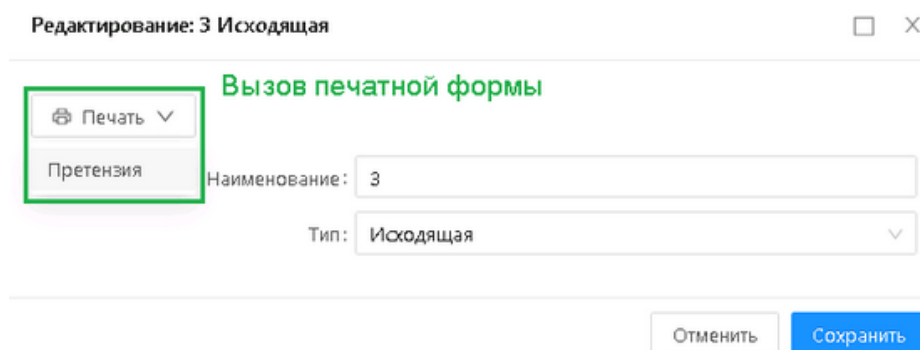 Редактирование: 3 Исходящая
Вызов печатной формы
Печать
Претензия
Наименование: 3
Тип: Исходящая
Отменить Сохранить